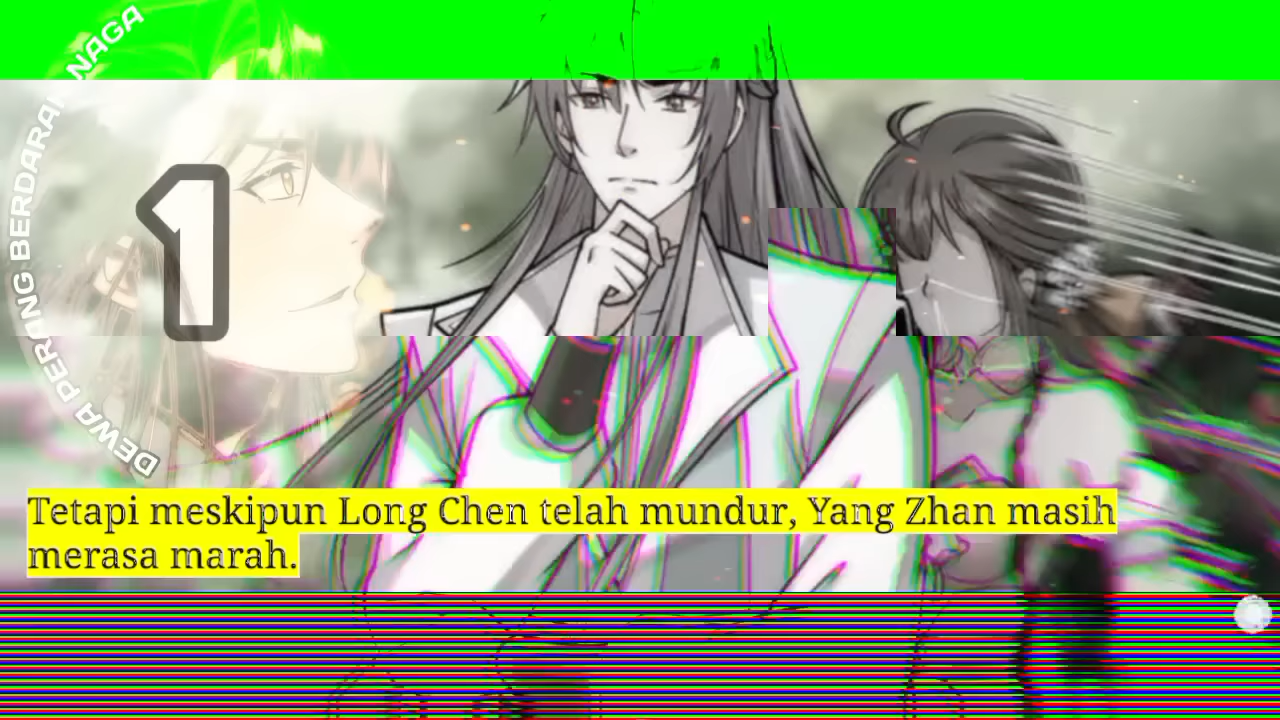 DEWA PERANG BERDARAH NAGA
1
Tetapi meskipun Long Chen telah mundur, Yang Zhan masih
merasa marah.